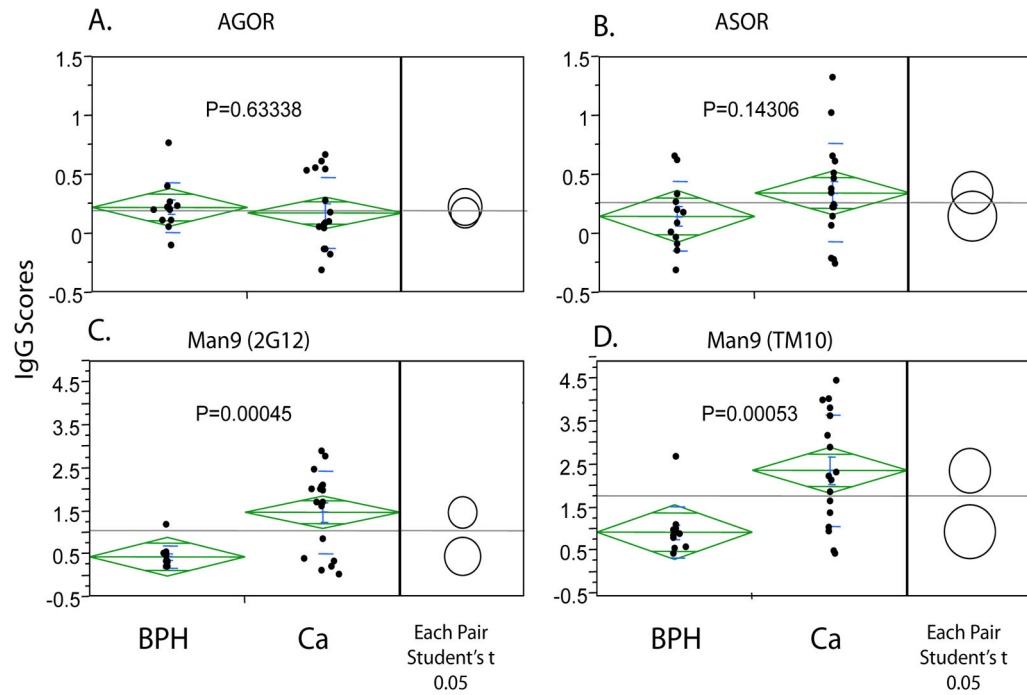 A. AGOR
B. ASOR
1.5
1
0.5
0
-0.5
P=0.63338
1.5
1
0.5
0
-0.5
P=0.14306
IgG Scores
C. Man9 (2G12)
D. Man9 (TM10)
4.5
3.5
2.5
1.5
0.5
-0.5
P=0.00045
4.5
3.5
2.5
1.5
0.5
-0.5
P=0.00053
BPH Ca
Each Pair
Student's t
0.05
BPH Ca
Each Pair
Student's t
0.05